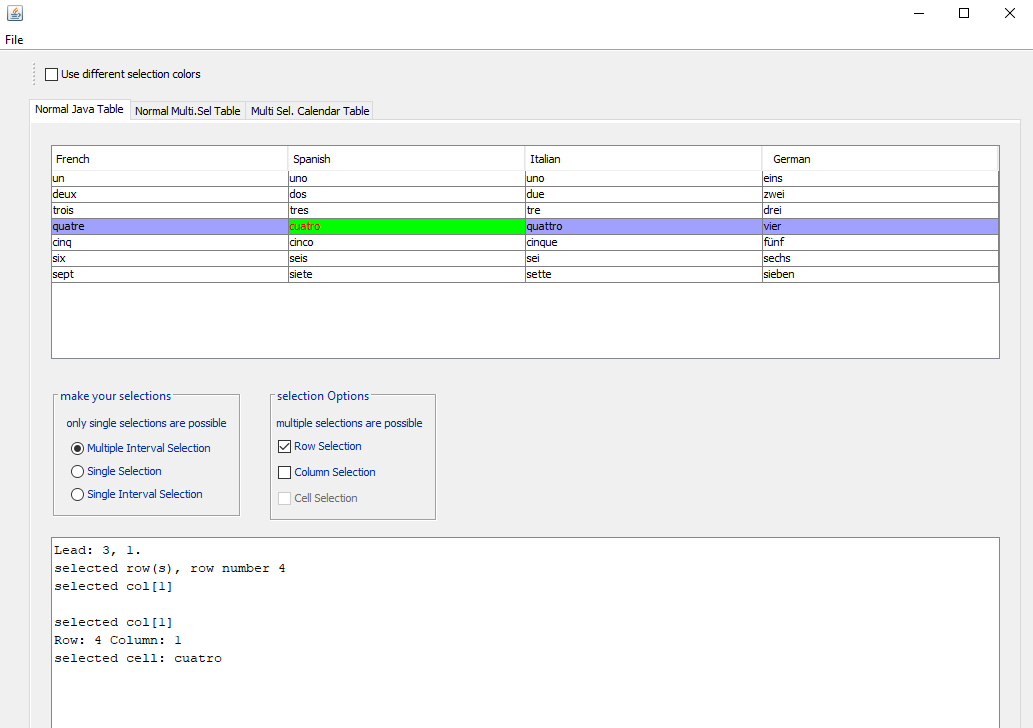 File
Use different selection colors
Normal Java Table Normal Multi.Sel Table Multi Sel. Calendar Table
French Spanish Italian German
un uno uno eins
deux dos due zwei
trois tres tre drei
quatre cuatro quattro vier
cinq cinco cinque fünf
six seis sei sechs
sept siete sette sieben
make your selections
only single selections are possible
Multiple Interval Selection
Single Selection
Single Interval Selection
selection Options
multiple selections are possible
Row Selection
Column Selection
Cell Selection
Lead: 3, 1.
selected row(s), row number 4
selected col[1]
selected col[1]
Row: 4 Column: 1
selected cell: cuatro